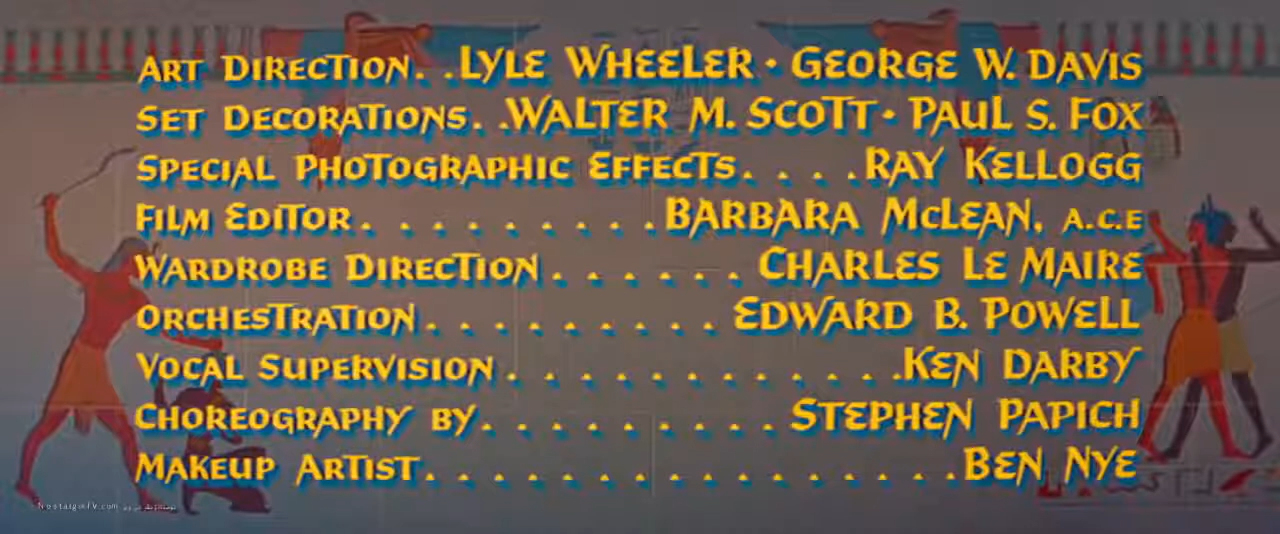 ART DIRECTION. .LYLE WHEELER • GEORGE W. DAVIS
SET DECORATIONS. .WALTER M. SCOTT • PAUL S. FOX
SPECIAL PHOTOGRAPHIC EFFECTS. . . .RAY KELLOGG
FILM EDITOR. . . . . . . . .BARBARA McLEAN, A.C.E
WARDROBE DIRECTION. . . . . . CHARLES LE MAIRE
ORCHESTRATION. . . . . . . . . EDWARD B. POWELL
VOCAL SUPERVISION. . . . . . . . . . . .KEN DARBY
CHOREOGRAPHY BY. . . . . . . . . STEPHEN PAPICH
MAKEUP ARTIST. . . . . . . . . . . . . . .BEN NYE
NostalgikTV.com